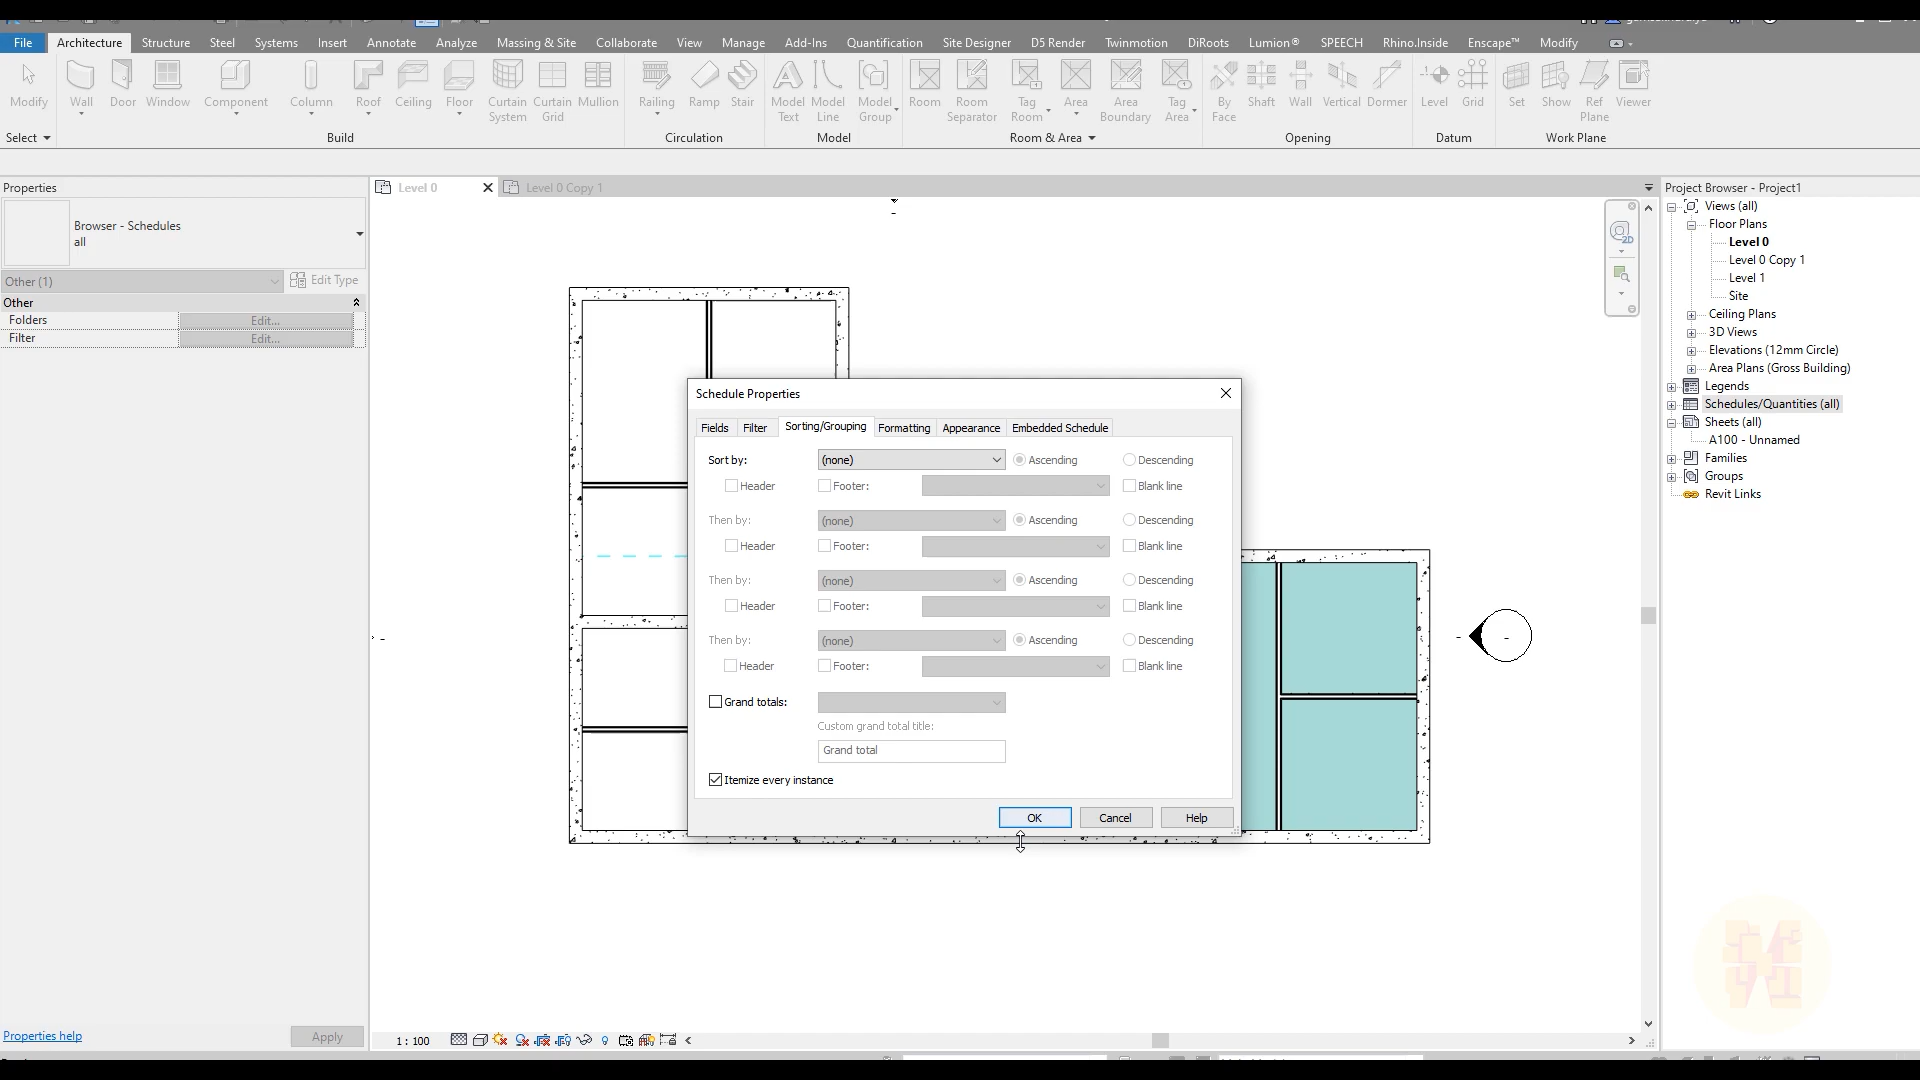 File Architecture Structure Steel Systems Insert Annotate Analyze Massing & Site Collaborate View Manage Add-Ins Quantification Site Designer D5 Render Twinmotion DiRoots Lumion® SPEECH Rhino.Inside Enscape™ Modify
Modify Wall Door Window Component Column Roof Ceiling Floor Curtain System Curtain Grid Mullion Railing Ramp Stair Model Text Model Line Model Group Room Room Separator Tag Room Area Area Boundary Tag Area By Face Shaft Wall Vertical Dormer Level Grid Set Show Ref Plane Viewer
Select Build Circulation Model Room & Area Opening Datum Work Plane
Properties
Browser - Schedules
all
Other (1) Edit Type
Other
Folders Edit...
Filter Edit...
Properties help Apply
Level 0 Level 0 Copy 1
2D
Schedule Properties
Fields Filter Sorting/Grouping Formatting Appearance Embedded Schedule
Sort by: (none) Ascending Descending
Header Footer: Blank line
Then by: (none) Ascending Descending
Header Footer: Blank line
Then by: (none) Ascending Descending
Header Footer: Blank line
Then by: (none) Ascending Descending
Header Footer: Blank line
Grand totals:
Custom grand total title:
Grand total
Itemize every instance
OK Cancel Help
1 : 100
Project Browser - Project1
Views (all)
Floor Plans
Level 0
Level 0 Copy 1
Level 1
Site
Ceiling Plans
3D Views
Elevations (12mm Circle)
Area Plans (Gross Building)
Legends
Schedules/Quantities (all)
Sheets (all)
A100 - Unnamed
Families
Groups
Revit Links